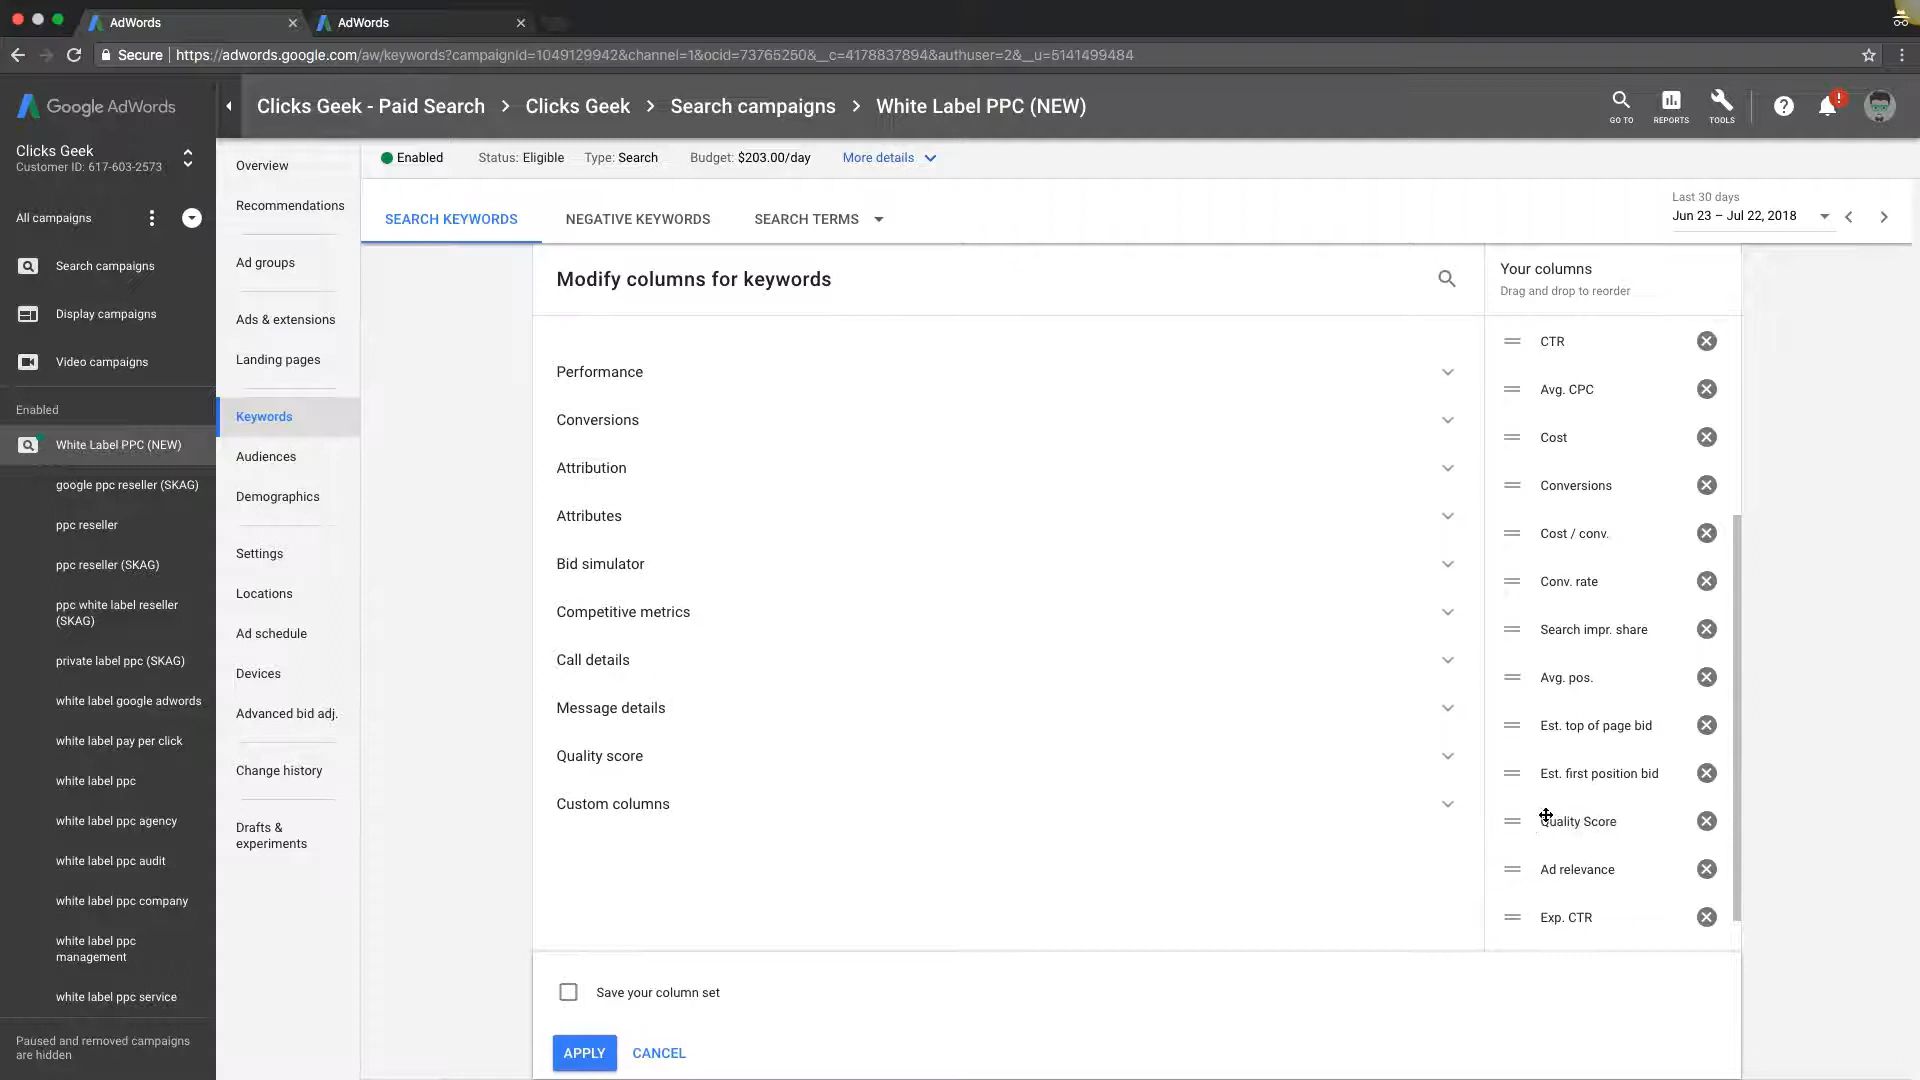 AdWords
AdWords
Secure
https://adwords.google.com/aw/keywords?campaignId=1049129942&channel=1&ocid=73765250&__c=4178837894&authuser=2&__u=5141499484
Google AdWords
Clicks Geek - Paid Search > Clicks Geek > Search campaigns > White Label PPC (NEW)
GO TO
REPORTS
TOOLS
!
Clicks Geek
Customer ID: 617-603-2573
All campaigns
Search campaigns
Display campaigns
Video campaigns
Enabled
White Label PPC (NEW)
google ppc reseller (SKAG)
ppc reseller
ppc reseller (SKAG)
ppc white label reseller
(SKAG)
private label ppc (SKAG)
white label google adwords
white label pay per click
white label ppc
white label ppc agency
white label ppc audit
white label ppc company
white label ppc
management
white label ppc service
Paused and removed campaigns
are hidden
Overview
Recommendations
Ad groups
Ads & extensions
Landing pages
Keywords
Audiences
Demographics
Settings
Locations
Ad schedule
Devices
Advanced bid adj.
Change history
Drafts &
experiments
Enabled Status: Eligible Type: Search Budget: $203.00/day More details
SEARCH KEYWORDS
NEGATIVE KEYWORDS
SEARCH TERMS
Last 30 days
Jun 23 – Jul 22, 2018
Modify columns for keywords
Performance
Conversions
Attribution
Attributes
Bid simulator
Competitive metrics
Call details
Message details
Quality score
Custom columns
Your columns
Drag and drop to reorder
CTR
Avg. CPC
Cost
Conversions
Cost / conv.
Conv. rate
Search impr. share
Avg. pos.
Est. top of page bid
Est. first position bid
Quality Score
Ad relevance
Exp. CTR
Save your column set
APPLY
CANCEL